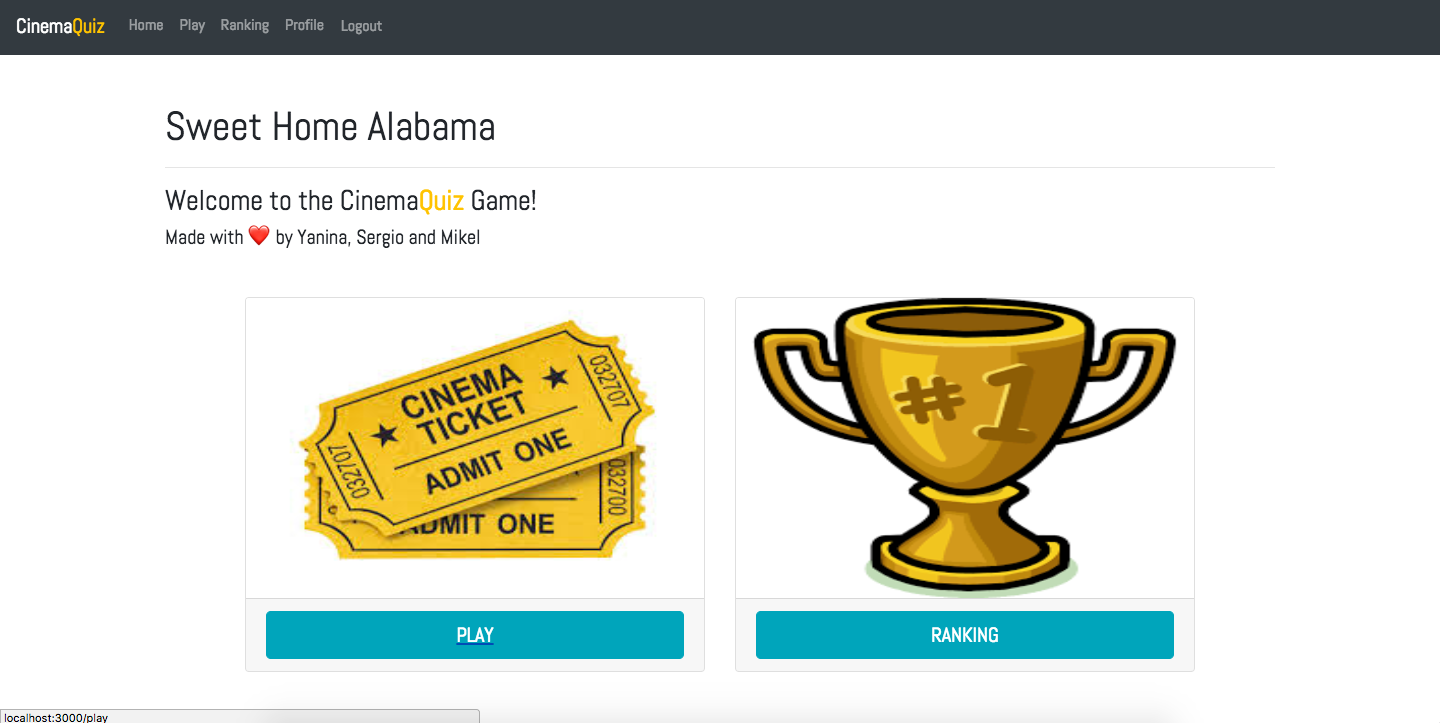 CinemaQuiz Home Play Ranking Profile Logout
Sweet Home Alabama
Welcome to the CinemaQuiz Game!
Made with ❤️ by Yanina, Sergio and Mikel
CINEMA
TICKET
ADMIT ONE
032707
032707
ADMIT ONE
032700
#1
PLAY
RANKING
localhost:3000/play